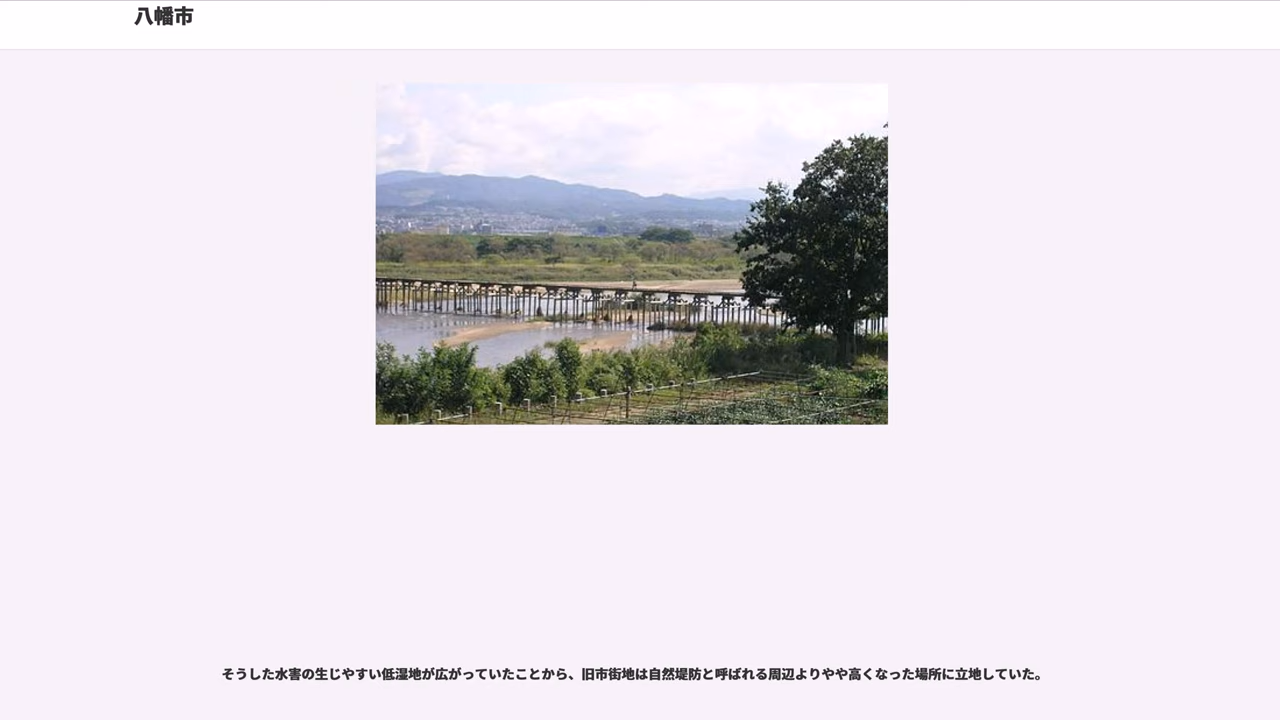 八幡市
そうした水害の生じやすい低湿地が広がっていたことから、旧市街地は自然堤防と呼ばれる周辺よりやや高くなった場所に立地していた。